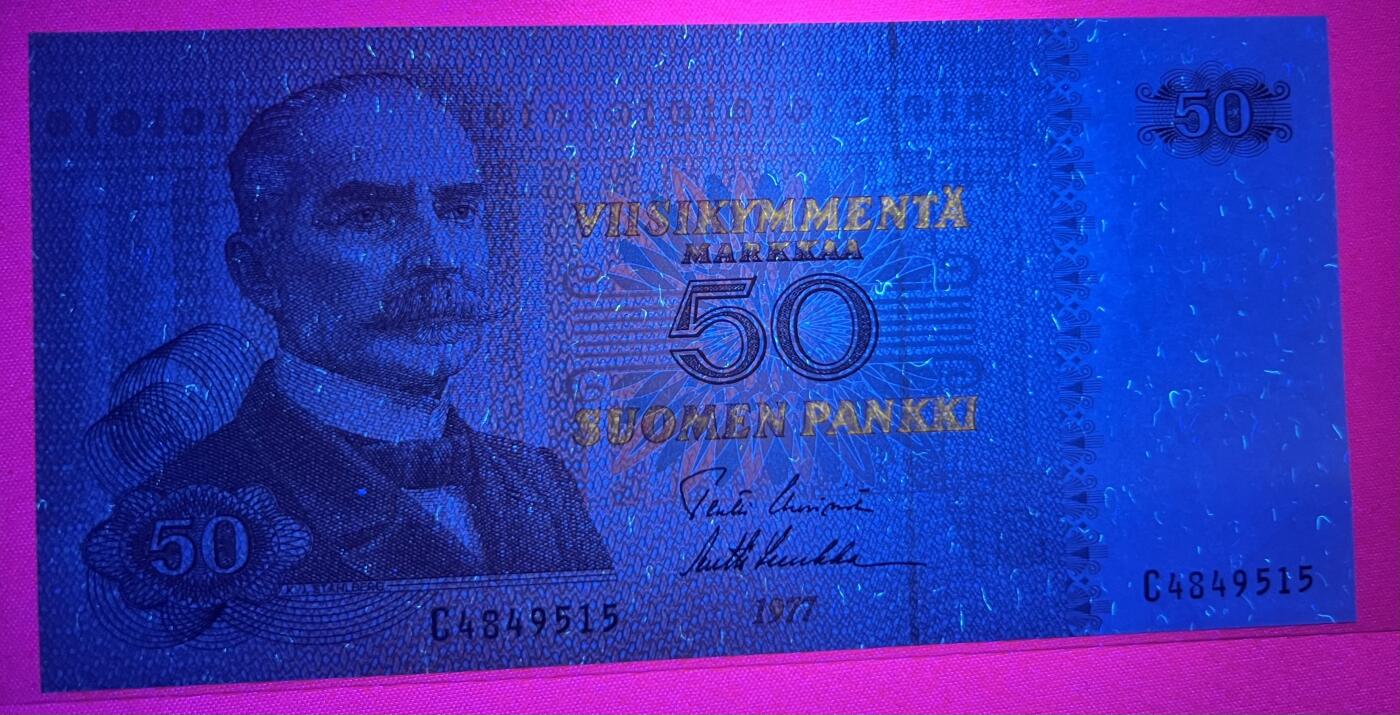 50
VIISIKYMMENTÄ
MARKKAA
50
SUOMEN PANKKI
50
C4849515
1977
C4849515